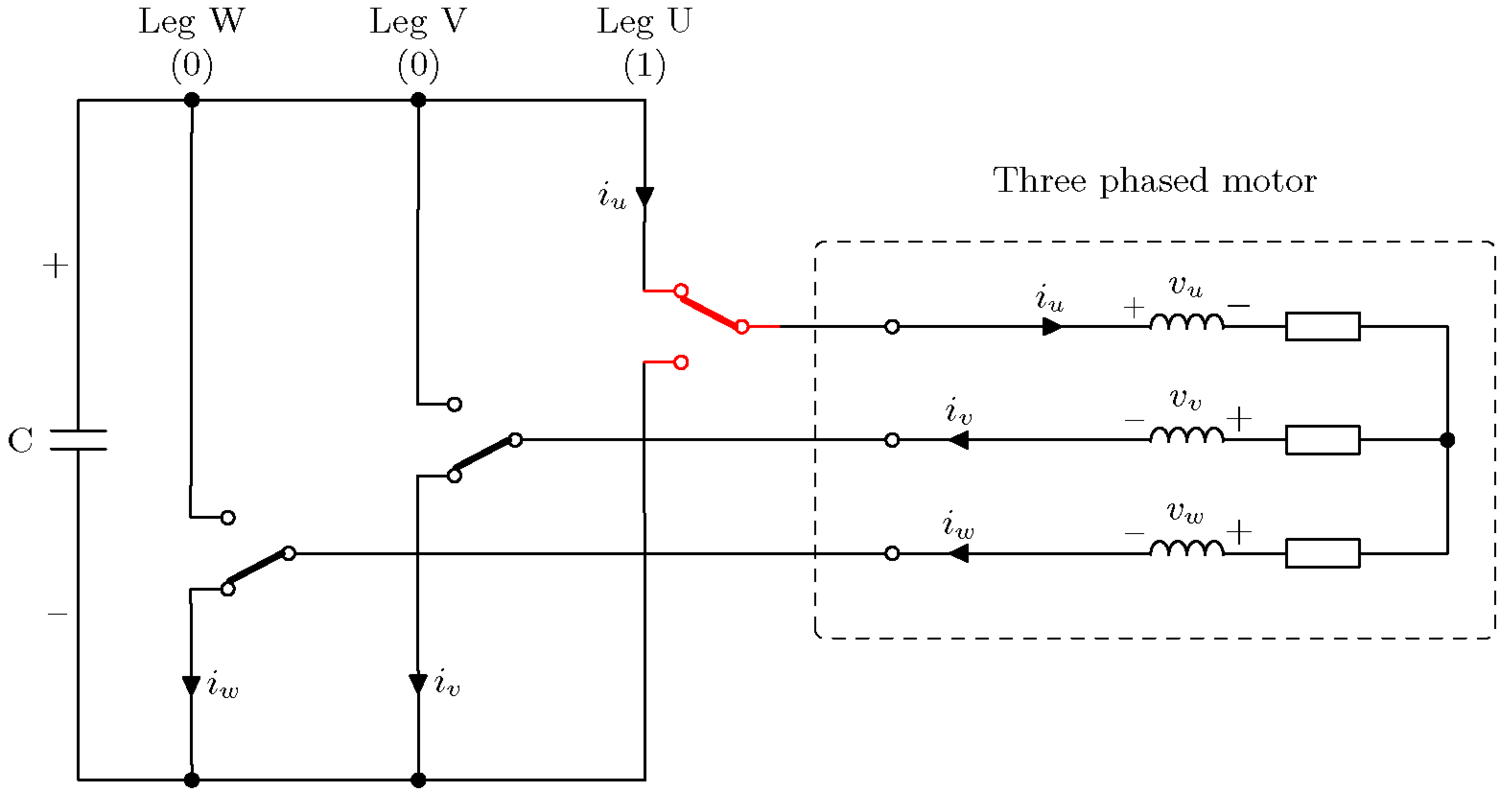 Leg W Leg V Leg U
(0) (0) (1)
Three phased motor
i_u
+
i_u + v_u −
i_v − v_v +
C
i_w − v_w +
−
i_w i_v